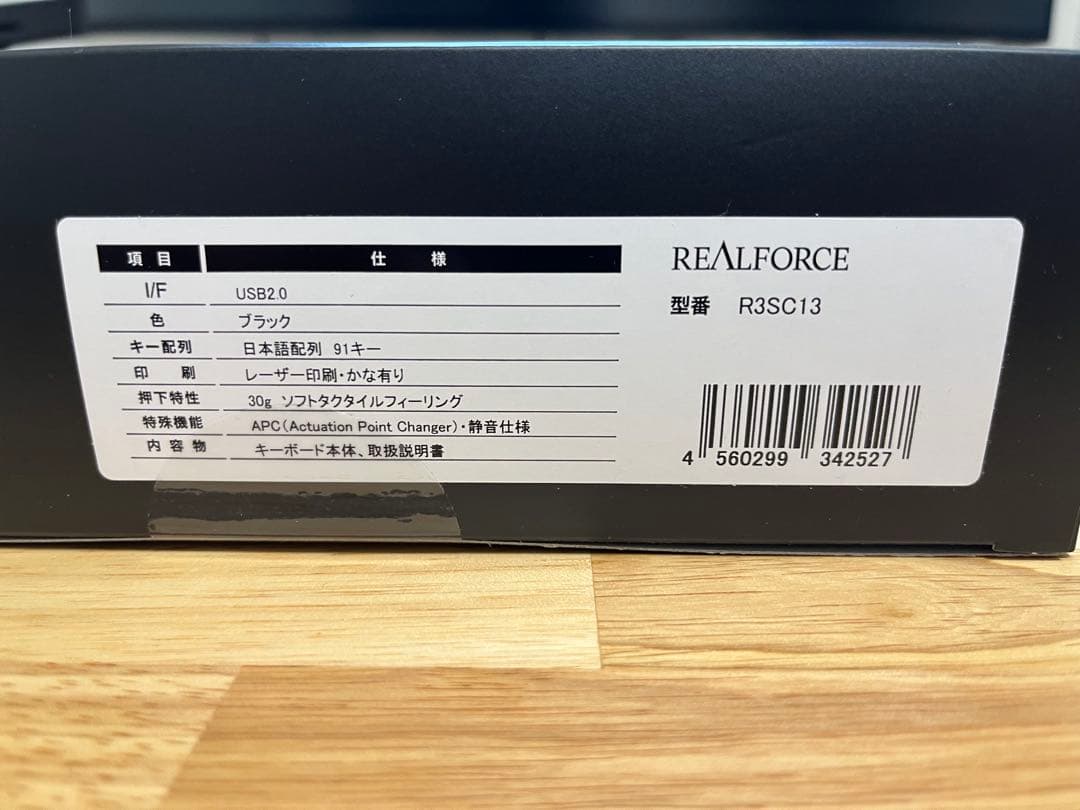 項目 仕様
I/F USB2.0
色 ブラック
キー配列 日本語配列 91キー
印刷 レーザー印刷・かな有り
押下特性 30g ソフトタクタイルフィーリング
特殊機能 APC(Actuation Point Changer)・静音仕様
内容物 キーボード本体、取扱説明書
REALFORCE
型番 R3SC13
4 560299 342527